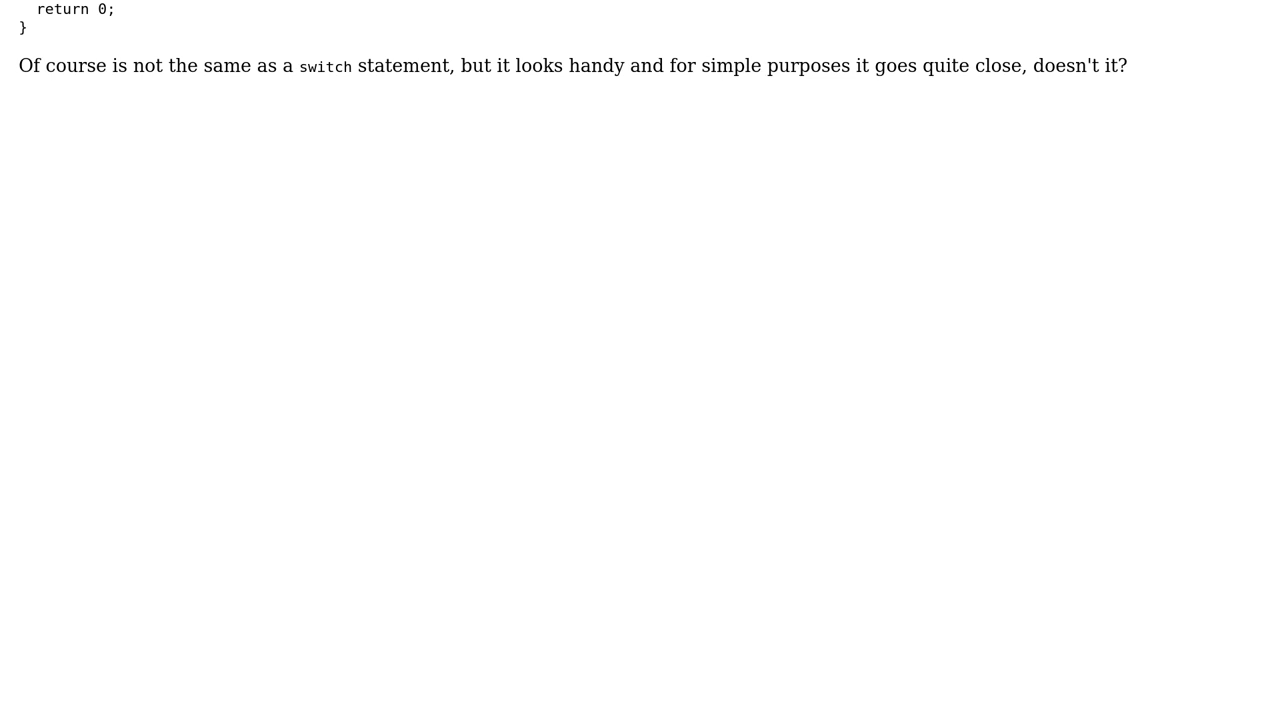 return 0;
}
Of course is not the same as a switch statement, but it looks handy and for simple purposes it goes quite close, doesn't it?